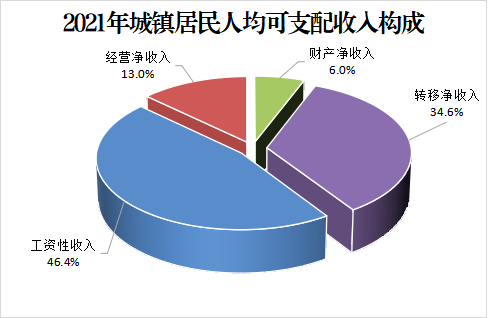 2021年城镇居民人均可支配收入构成
经营净收入
13.0%
财产净收入
6.0%
转移净收入
34.6%
工资性收入
46.4%